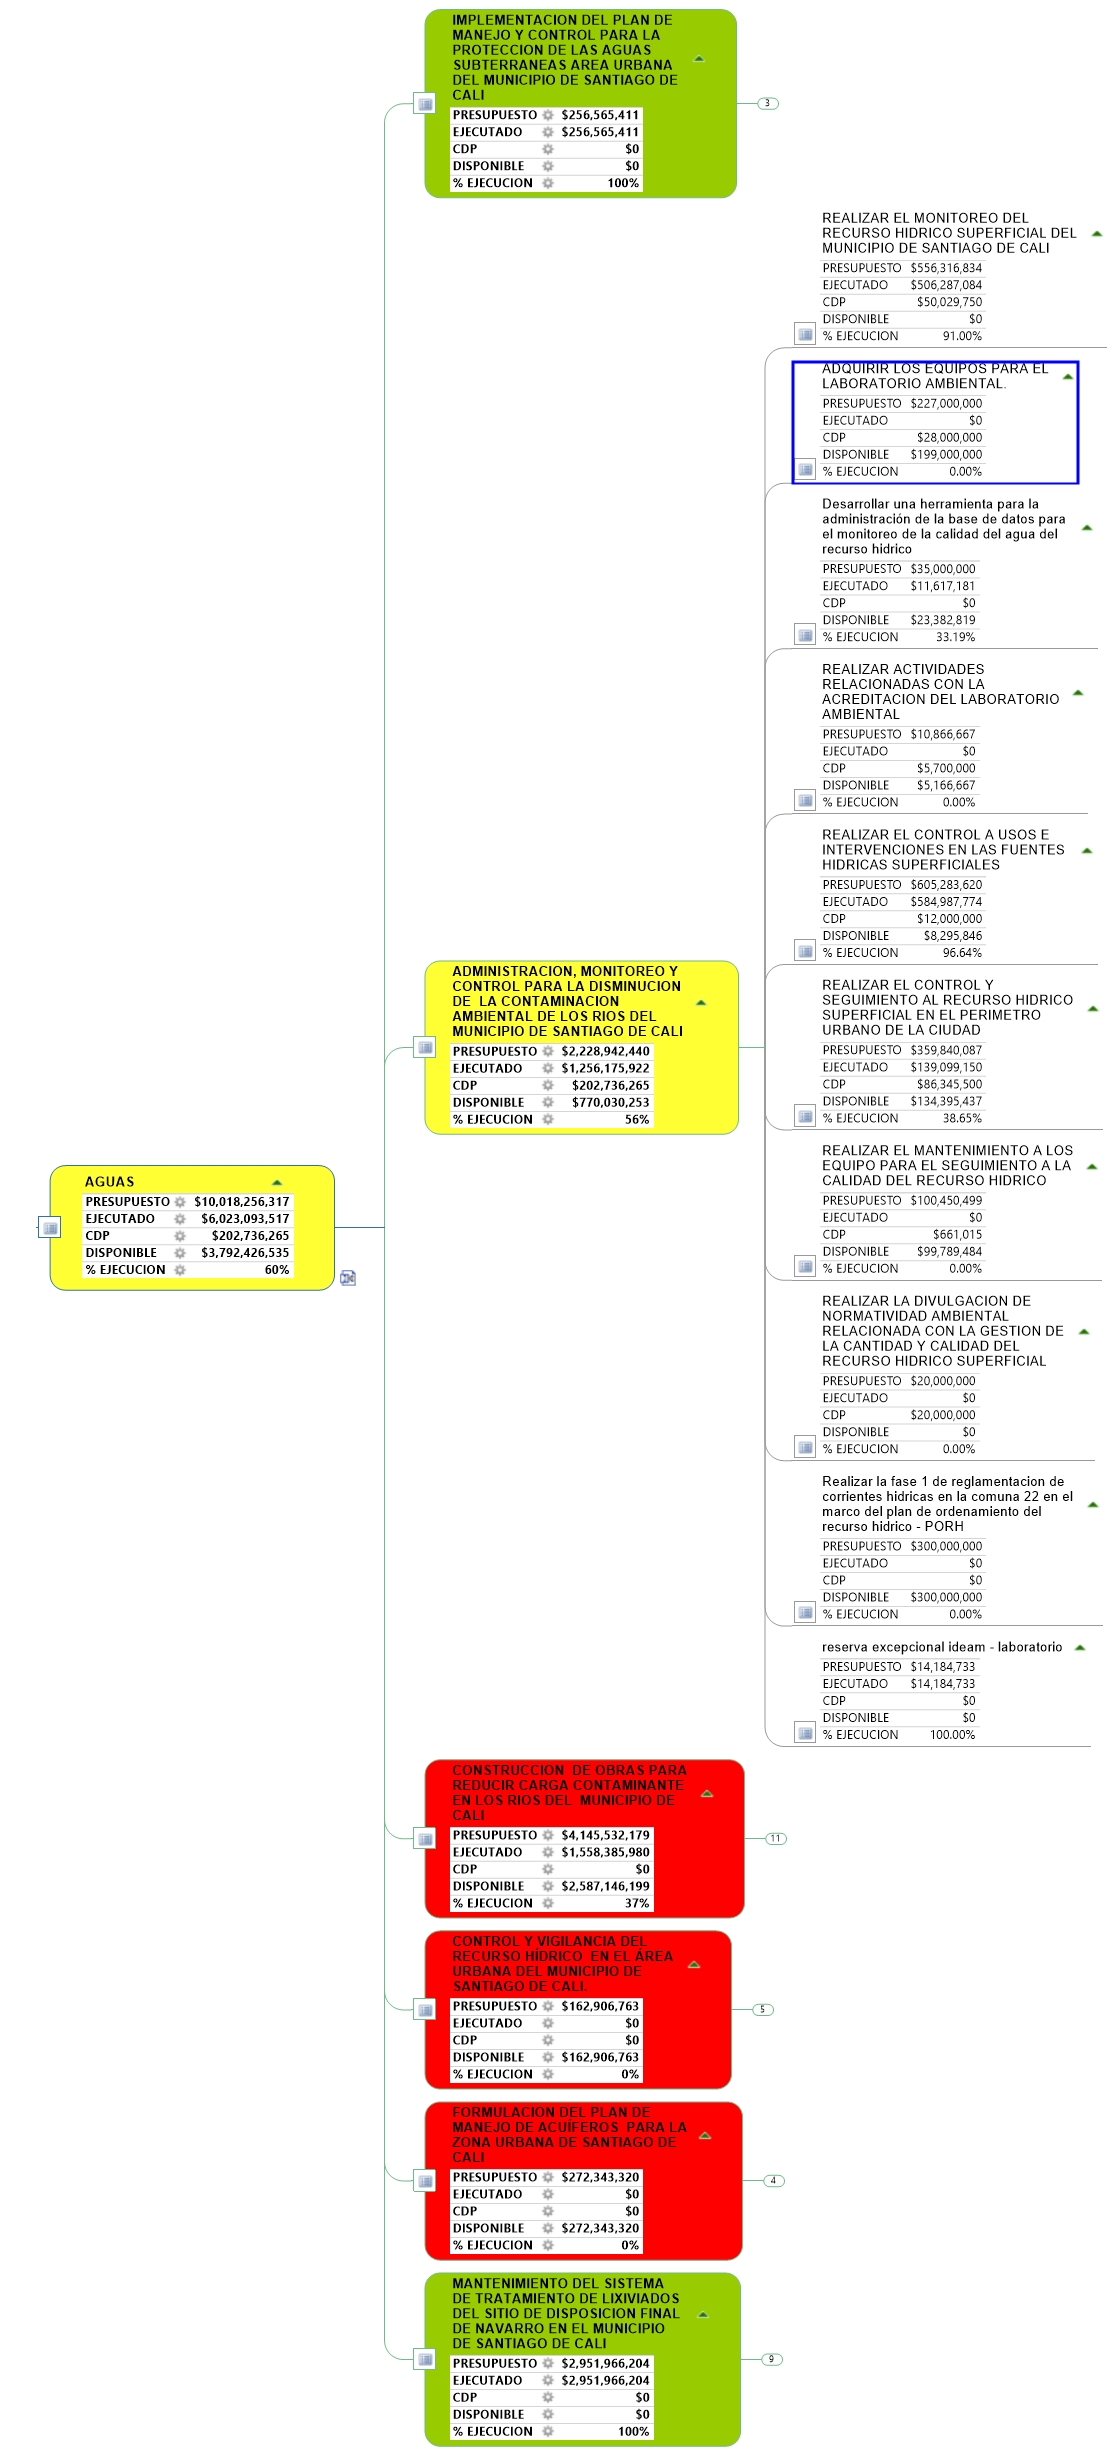 IMPLEMENTACION DEL PLAN DE
MANEJO Y CONTROL PARA LA
PROTECCION DE LAS AGUAS
SUBTERRANEAS AREA URBANA
DEL MUNICIPIO DE SANTIAGO DE
CALI
PRESUPUESTO $256,565,411
EJECUTADO $256,565,411
CDP $0
DISPONIBLE $0
% EJECUCION 100%
3
REALIZAR EL MONITOREO DEL
RECURSO HIDRICO SUPERFICIAL DEL
MUNICIPIO DE SANTIAGO DE CALI
PRESUPUESTO $556,316,834
EJECUTADO $506,287,084
CDP $50,029,750
DISPONIBLE $0
% EJECUCION 91.00%
ADQUIRIR LOS EQUIPOS PARA EL
LABORATORIO AMBIENTAL.
PRESUPUESTO $227,000,000
EJECUTADO $0
CDP $28,000,000
DISPONIBLE $199,000,000
% EJECUCION 0.00%
Desarrollar una herramienta para la
administración de la base de datos para
el monitoreo de la calidad del agua del
recurso hidrico
PRESUPUESTO $35,000,000
EJECUTADO $11,617,181
CDP $0
DISPONIBLE $23,382,819
% EJECUCION 33.19%
REALIZAR ACTIVIDADES
RELACIONADAS CON LA
ACREDITACION DEL LABORATORIO
AMBIENTAL
PRESUPUESTO $10,866,667
EJECUTADO $0
CDP $5,700,000
DISPONIBLE $5,166,667
% EJECUCION 0.00%
REALIZAR EL CONTROL A USOS E
INTERVENCIONES EN LAS FUENTES
HIDRICAS SUPERFICIALES
PRESUPUESTO $605,283,620
EJECUTADO $584,987,774
CDP $12,000,000
DISPONIBLE $8,295,846
% EJECUCION 96.64%
ADMINISTRACION, MONITOREO Y
CONTROL PARA LA DISMINUCION
DE LA CONTAMINACION
AMBIENTAL DE LOS RIOS DEL
MUNICIPIO DE SANTIAGO DE CALI
PRESUPUESTO $2,228,942,440
EJECUTADO $1,256,175,922
CDP $202,736,265
DISPONIBLE $770,030,253
% EJECUCION 56%
REALIZAR EL CONTROL Y
SEGUIMIENTO AL RECURSO HIDRICO
SUPERFICIAL EN EL PERIMETRO
URBANO DE LA CIUDAD
PRESUPUESTO $359,840,087
EJECUTADO $139,099,150
CDP $86,345,500
DISPONIBLE $134,395,437
% EJECUCION 38.65%
REALIZAR EL MANTENIMIENTO A LOS
EQUIPO PARA EL SEGUIMIENTO A LA
CALIDAD DEL RECURSO HIDRICO
PRESUPUESTO $100,450,499
EJECUTADO $0
CDP $661,015
DISPONIBLE $99,789,484
% EJECUCION 0.00%
AGUAS
PRESUPUESTO $10,018,256,317
EJECUTADO $6,023,093,517
CDP $202,736,265
DISPONIBLE $3,792,426,535
% EJECUCION 60%
REALIZAR LA DIVULGACION DE
NORMATIVIDAD AMBIENTAL
RELACIONADA CON LA GESTION DE
LA CANTIDAD Y CALIDAD DEL
RECURSO HIDRICO SUPERFICIAL
PRESUPUESTO $20,000,000
EJECUTADO $0
CDP $20,000,000
DISPONIBLE $0
% EJECUCION 0.00%
Realizar la fase 1 de reglamentacion de
corrientes hidricas en la comuna 22 en el
marco del plan de ordenamiento del
recurso hidrico - PORH
PRESUPUESTO $300,000,000
EJECUTADO $0
CDP $0
DISPONIBLE $300,000,000
% EJECUCION 0.00%
reserva excepcional ideam - laboratorio
PRESUPUESTO $14,184,733
EJECUTADO $14,184,733
CDP $0
DISPONIBLE $0
% EJECUCION 100.00%
CONSTRUCCION DE OBRAS PARA
REDUCIR CARGA CONTAMINANTE
EN LOS RIOS DEL MUNICIPIO DE
CALI
PRESUPUESTO $4,145,532,179
EJECUTADO $1,558,385,980
CDP $0
DISPONIBLE $2,587,146,199
% EJECUCION 37%
11
CONTROL Y VIGILANCIA DEL
RECURSO HÍDRICO EN EL ÁREA
URBANA DEL MUNICIPIO DE
SANTIAGO DE CALI.
PRESUPUESTO $162,906,763
EJECUTADO $0
CDP $0
DISPONIBLE $162,906,763
% EJECUCION 0%
5
FORMULACION DEL PLAN DE
MANEJO DE ACUÍFEROS PARA LA
ZONA URBANA DE SANTIAGO DE
CALI
PRESUPUESTO $272,343,320
EJECUTADO $0
CDP $0
DISPONIBLE $272,343,320
% EJECUCION 0%
4
MANTENIMIENTO DEL SISTEMA
DE TRATAMIENTO DE LIXIVIADOS
DEL SITIO DE DISPOSICION FINAL
DE NAVARRO EN EL MUNICIPIO
DE SANTIAGO DE CALI
PRESUPUESTO $2,951,966,204
EJECUTADO $2,951,966,204
CDP $0
DISPONIBLE $0
% EJECUCION 100%
9